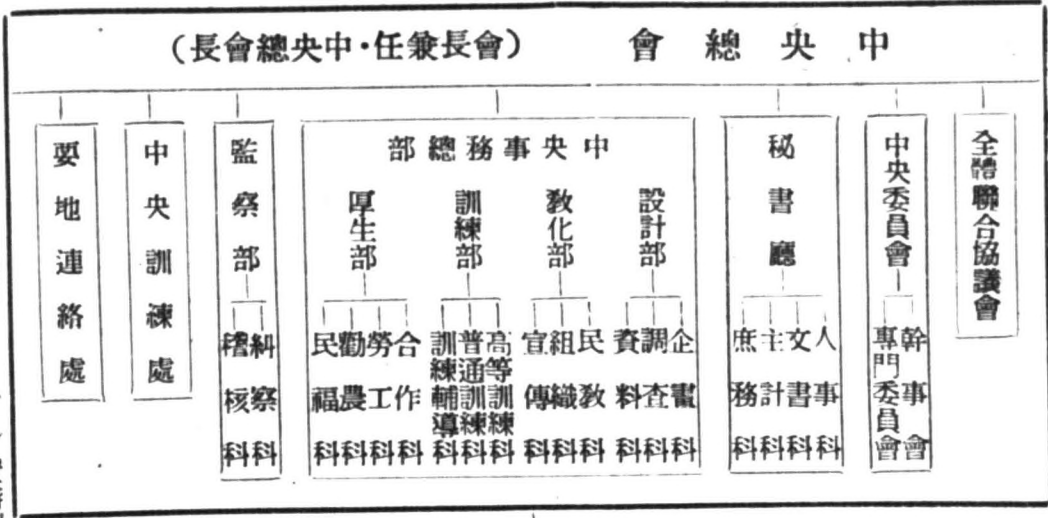 中央總會 (會長兼任·中央總會長)
全體聯合協議會
中央委員會
幹事會
專門委員會
秘書廳
人事科
文書科
主計科
庶務科
中央事務總部
設計部
企畫科
調查科
資料科
教化部
民教科
組織科
宣傳科
訓練部
高等訓練科
普通訓練科
訓練輔導科
厚生部
合作科
勞工科
勸農科
民福科
監察部
糾察科
稽核科
中央訓練處
要地連絡處